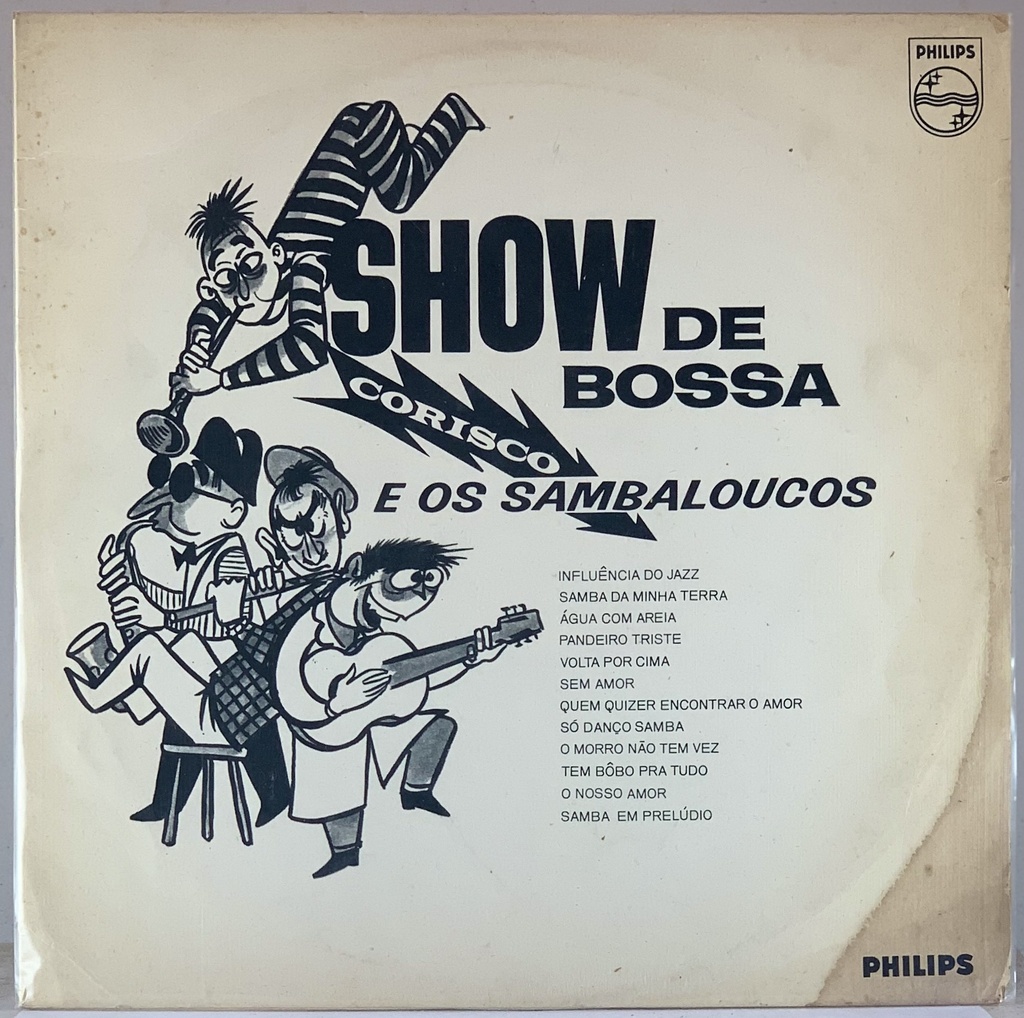 PHILIPS
SHOW DE
BOSSA
CORISCO
E OS SAMBALOUCOS
INFLUÊNCIA DO JAZZ
SAMBA DA MINHA TERRA
ÁGUA COM AREIA
PANDEIRO TRISTE
VOLTA POR CIMA
SEM AMOR
QUEM QUIZER ENCONTRAR O AMOR
SÓ DANÇO SAMBA
O MORRO NÃO TEM VEZ
TEM BÔBO PRA TUDO
O NOSSO AMOR
SAMBA EM PRELÚDIO
PHILIPS